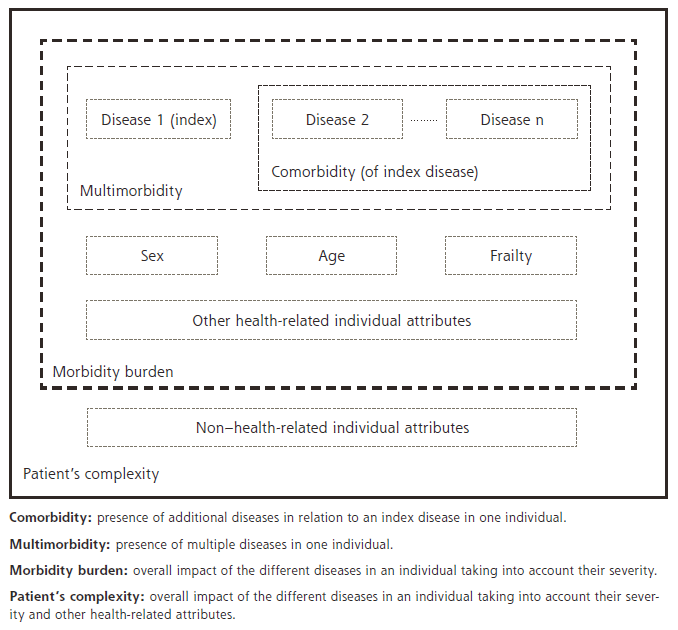 Disease 1 (index)
Disease 2
.........
Disease n
Comorbidity (of index disease)
Multimorbidity
Sex
Age
Frailty
Other health-related individual attributes
Morbidity burden
Non–health-related individual attributes
Patient’s complexity
Comorbidity: presence of additional diseases in relation to an index disease in one individual.
Multimorbidity: presence of multiple diseases in one individual.
Morbidity burden: overall impact of the different diseases in an individual taking into account their severity.
Patient’s complexity: overall impact of the different diseases in an individual taking into account their sever-
ity and other health-related attributes.